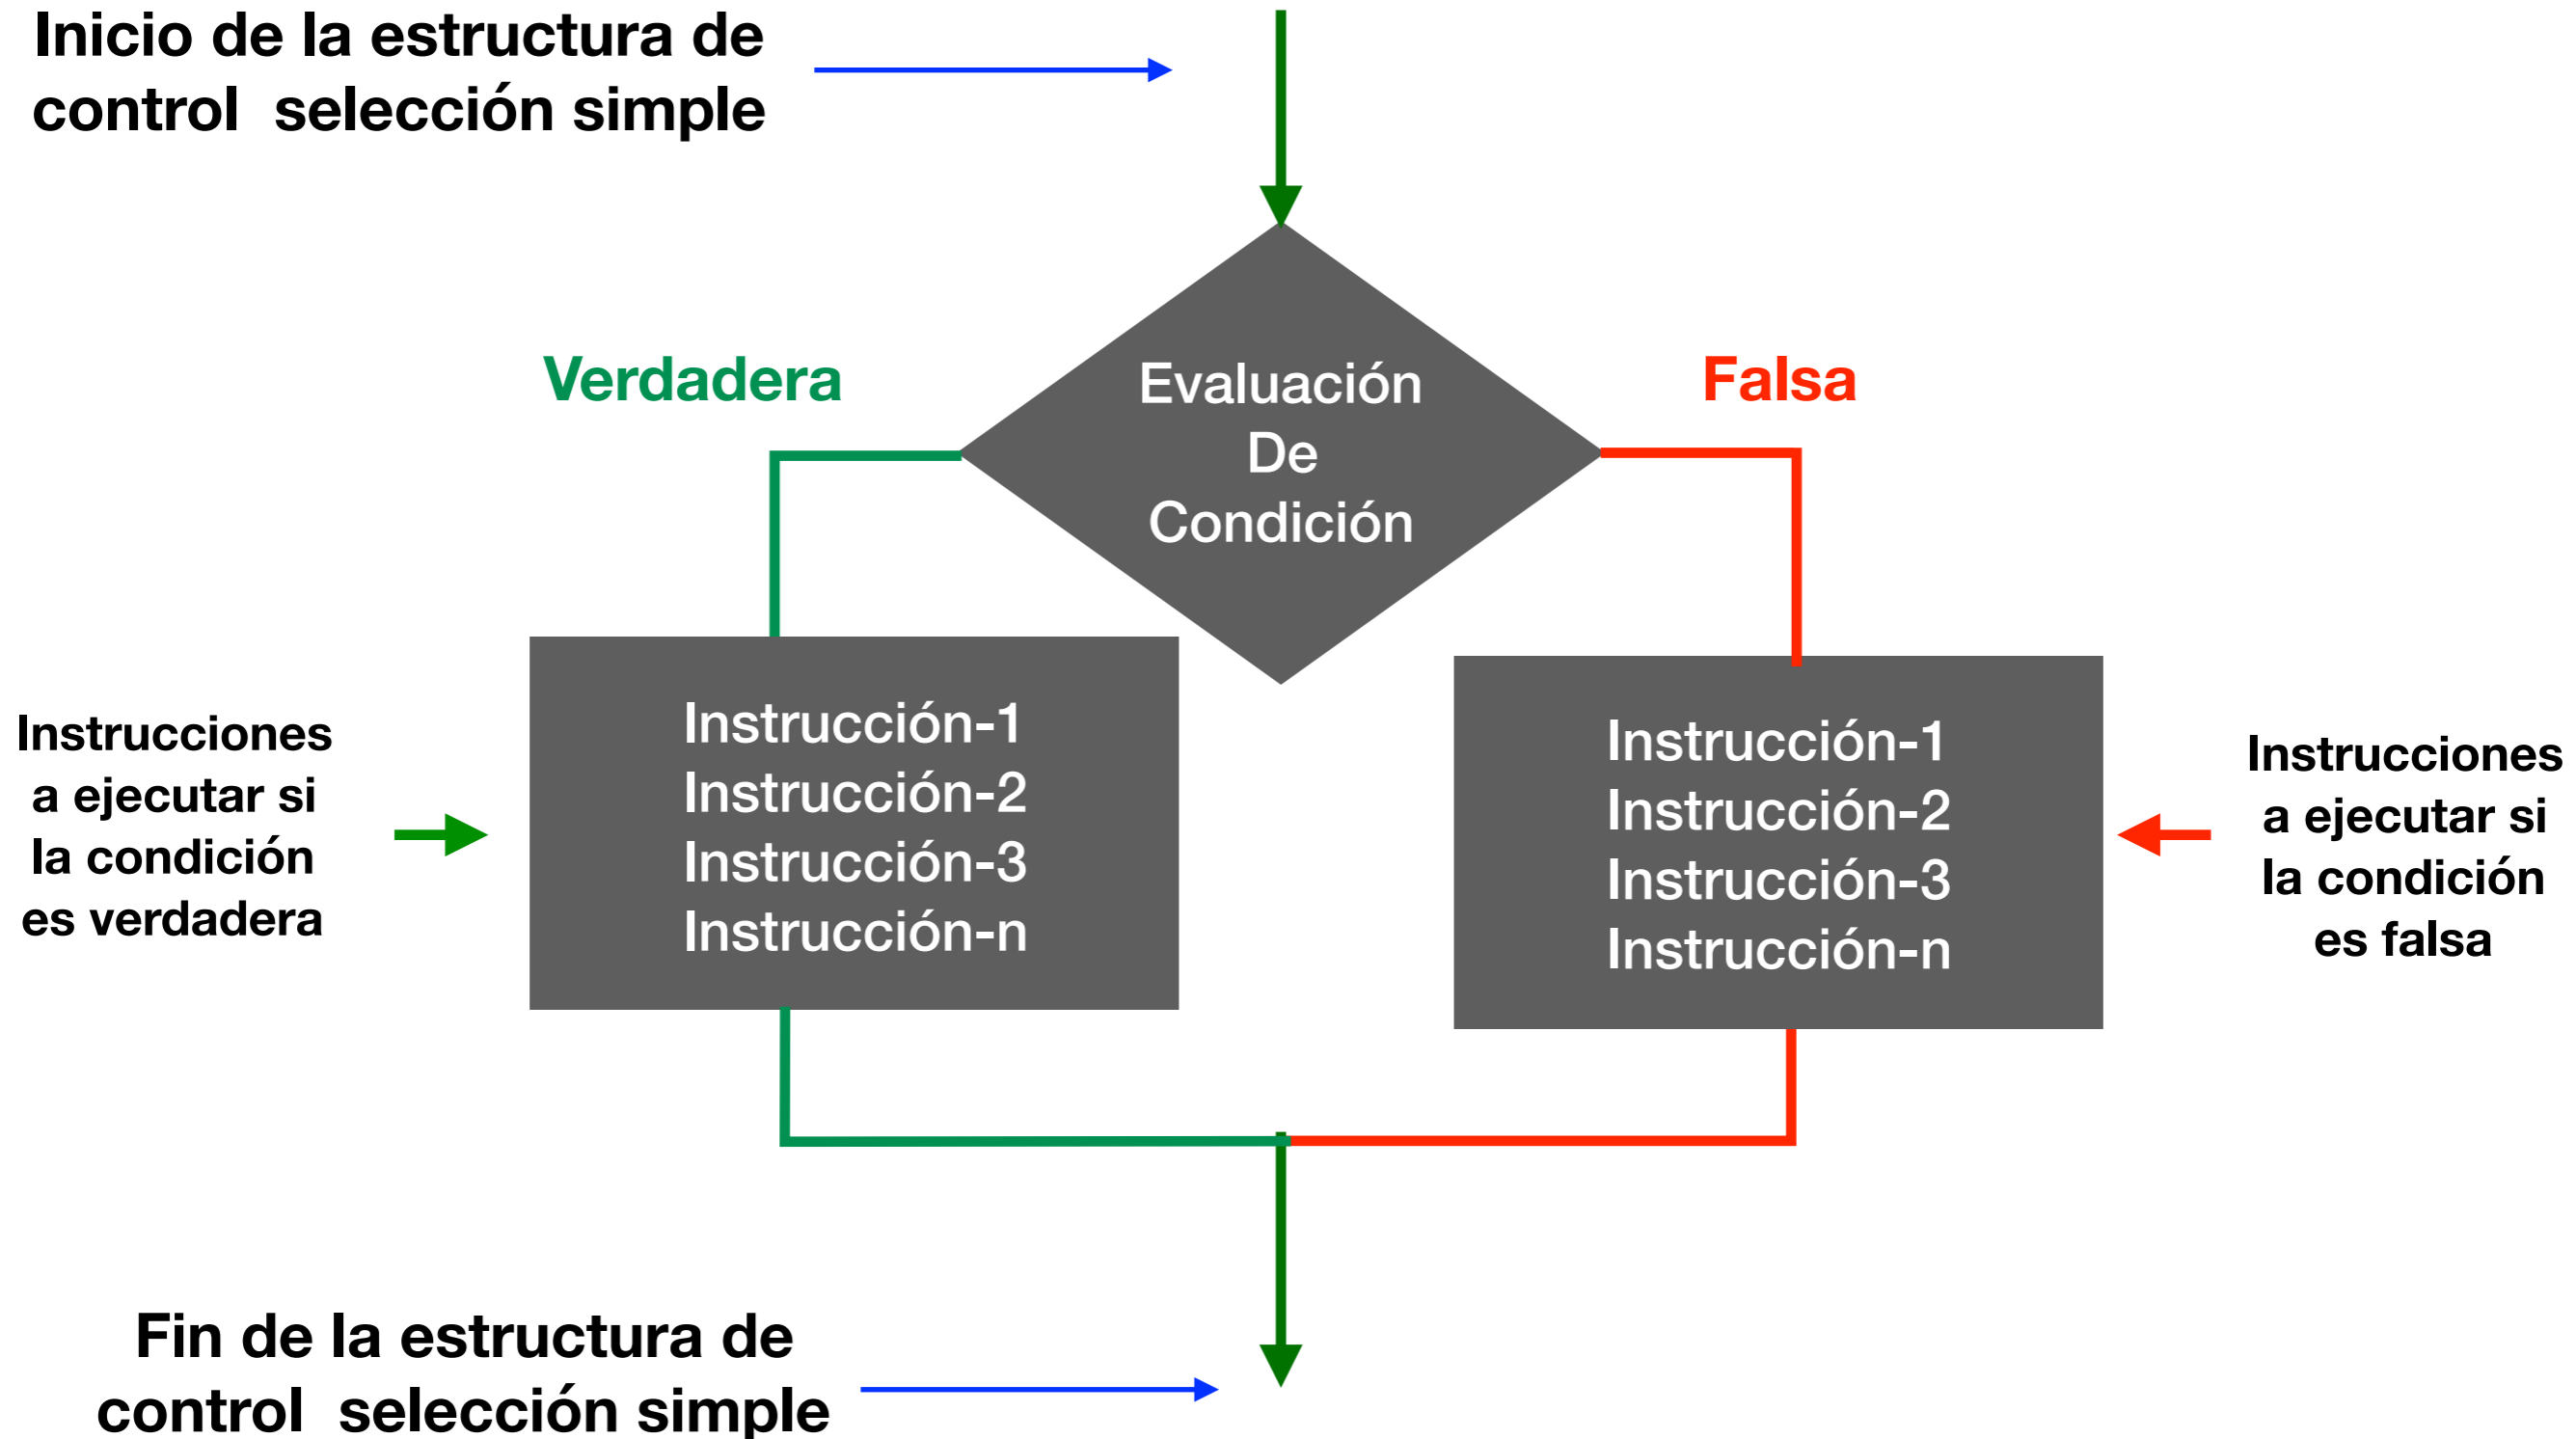 Inicio de la estructura de
control  selección simple
Verdadera
Evaluación
De
Condición
Falsa
Instrucciones
a ejecutar si
la condición
es verdadera
Instrucción-1
Instrucción-2
Instrucción-3
Instrucción-n
Instrucción-1
Instrucción-2
Instrucción-3
Instrucción-n
Instrucciones
a ejecutar si
la condición
es falsa
Fin de la estructura de
control  selección simple